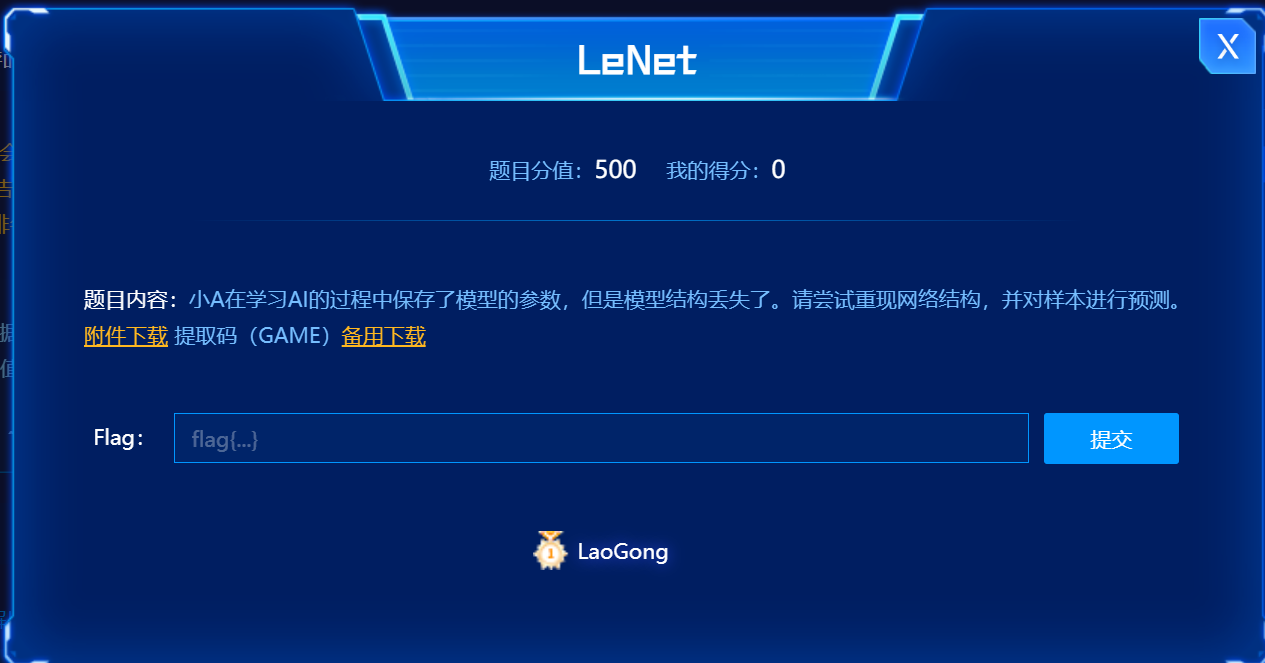 LeNet
X
题目分值：500 我的得分：0
题目内容：小A在学习AI的过程中保存了模型的参数，但是模型结构丢失了。请尝试重现网络结构，并对样本进行预测。
附件下载 提取码（GAME）备用下载
Flag： flag{...} 提交
1 LaoGong